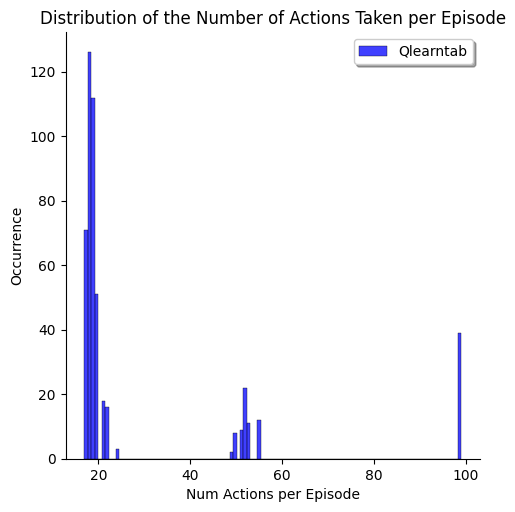 Distribution of the Number of Actions Taken per Episode
Qlearntab
120
100
80
60
40
20
0
Occurrence
20 40 60 80 100
Num Actions per Episode